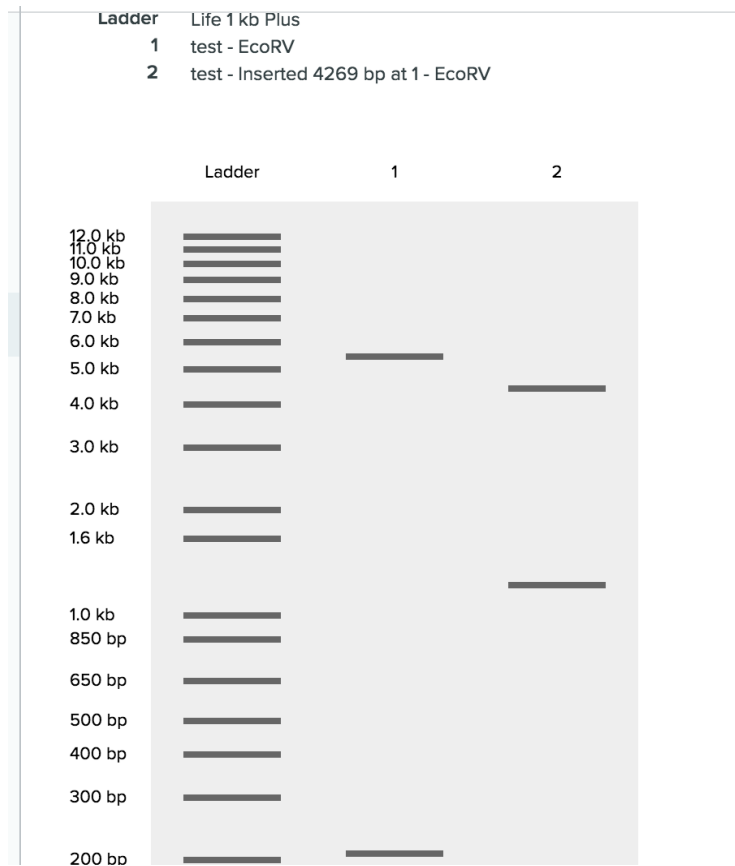 Ladder Life 1 kb Plus
1 test - EcoRV
2 test - Inserted 4269 bp at 1 - EcoRV
Ladder 1 2
12.0 kb
11.0 kb
10.0 kb
9.0 kb
8.0 kb
7.0 kb
6.0 kb
5.0 kb
4.0 kb
3.0 kb
2.0 kb
1.6 kb
1.0 kb
850 bp
650 bp
500 bp
400 bp
300 bp
200 bp